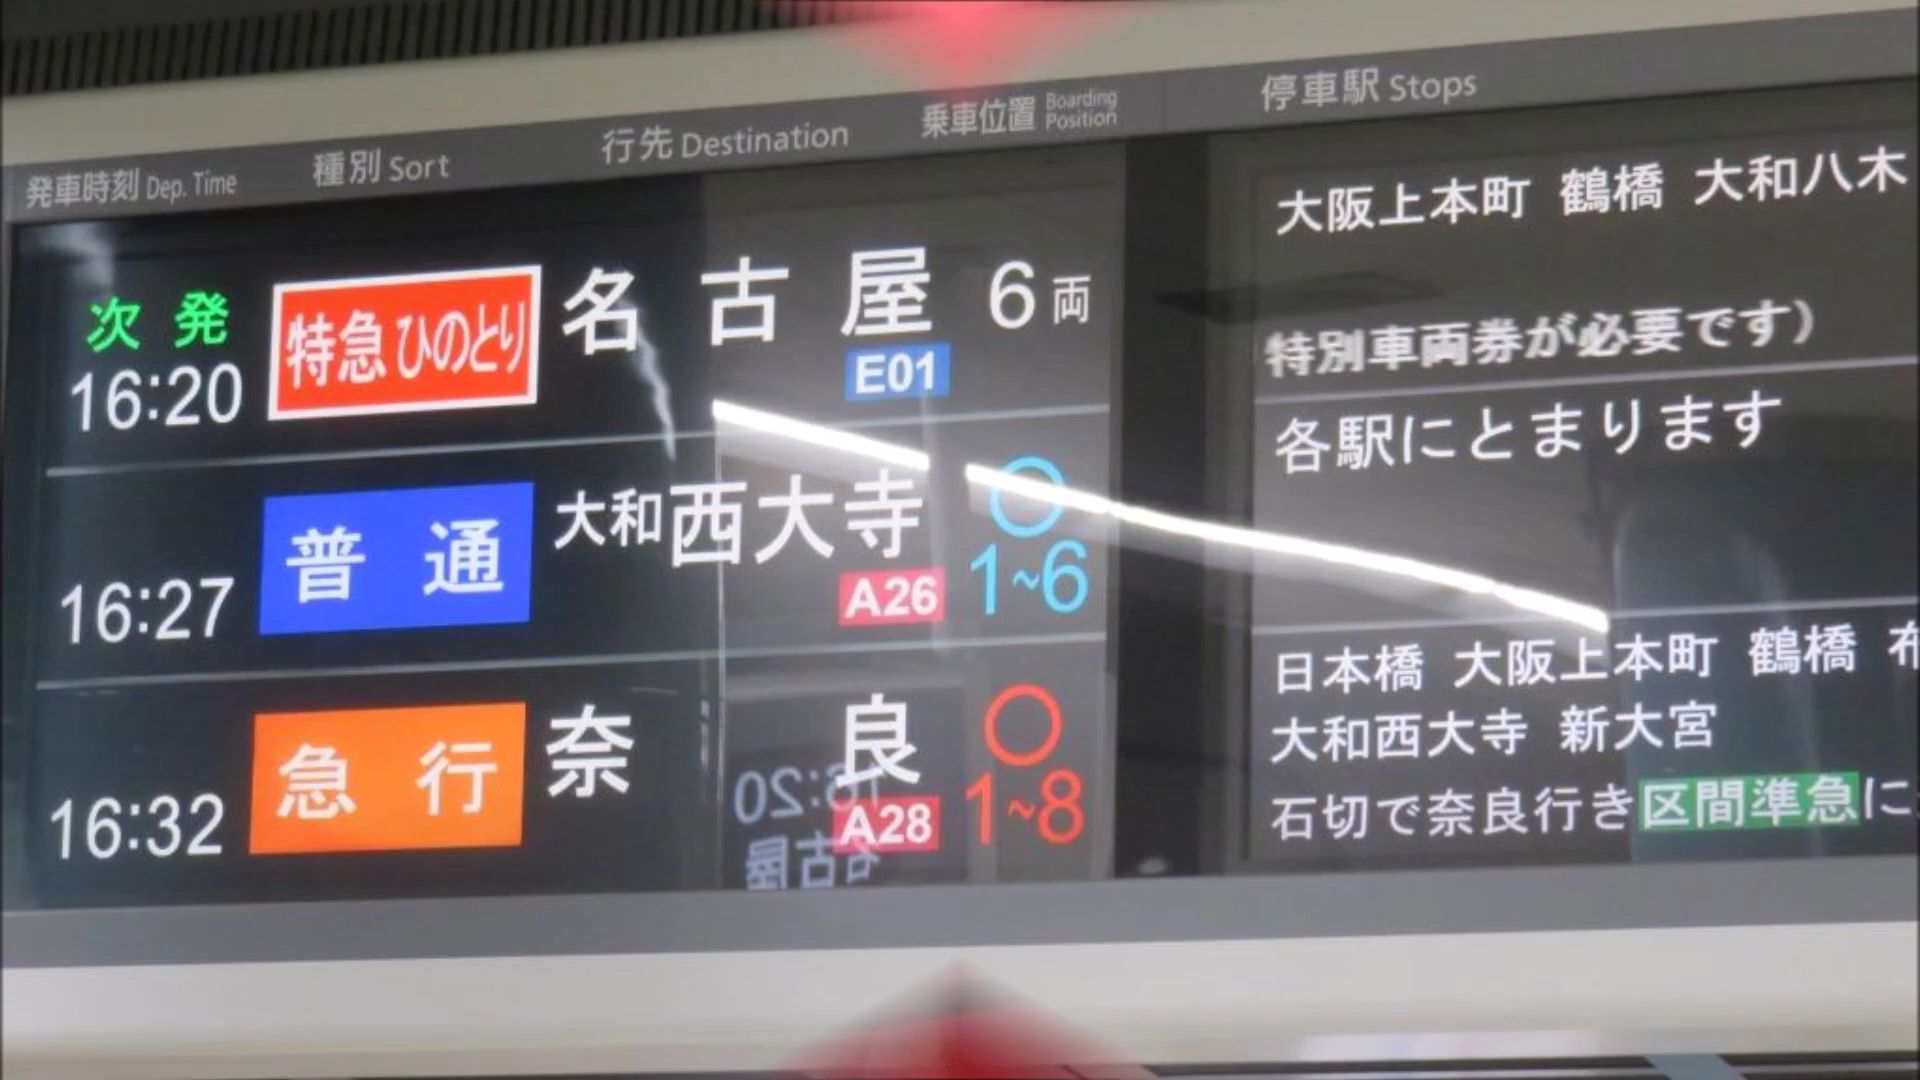 発車時刻 Dep. Time 種別 Sort 行先 Destination 乗車位置 Boarding Position 停車駅 Stops
次発
16:20 特急 ひのとり 名古屋 E01 6両
大阪上本町 鶴橋 大和八木
特別車両券が必要です）
16:27 普通 大和西大寺 A26 ○ 1~6
各駅にとまります
16:32 急行 奈良 A28 ○ 1~8
日本橋 大阪上本町 鶴橋 布
大和西大寺 新大宮
石切で奈良行き区間準急に
16:20
名古屋